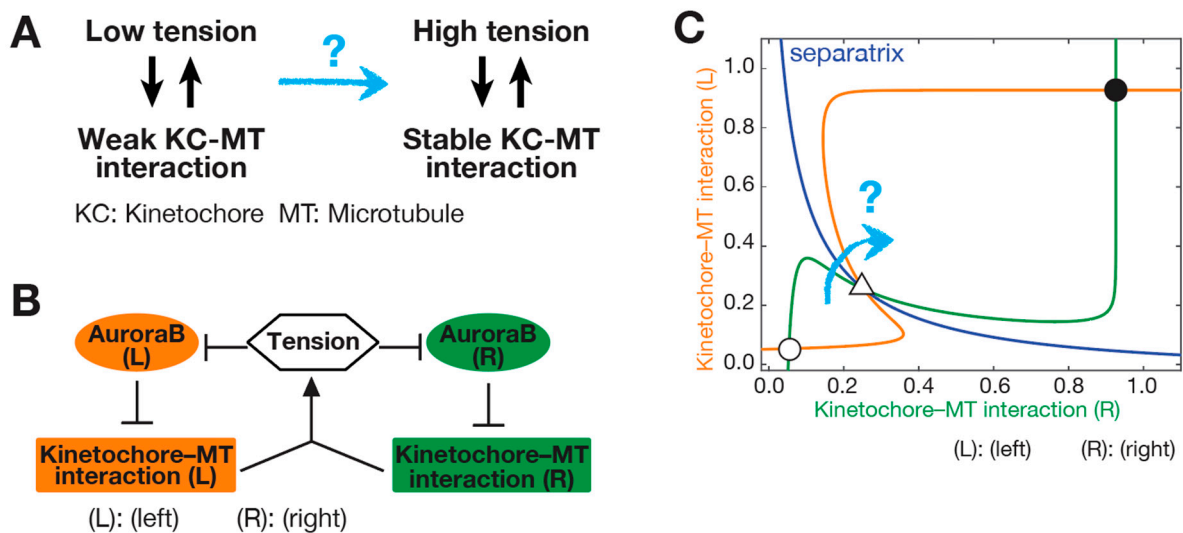 A
Low tension
?
High tension
Weak KC-MT
interaction
Stable KC-MT
interaction
KC: Kinetochore MT: Microtubule
B
AuroraB
(L)
Tension
AuroraB
(R)
Kinetochore–MT
interaction (L)
Kinetochore–MT
interaction (R)
(L): (left) (R): (right)
C
separatrix
?
Kinetochore–MT interaction (L)
1.0
0.8
0.6
0.4
0.2
0.0
0.0 0.2 0.4 0.6 0.8 1.0
Kinetochore–MT interaction (R)
(L): (left) (R): (right)